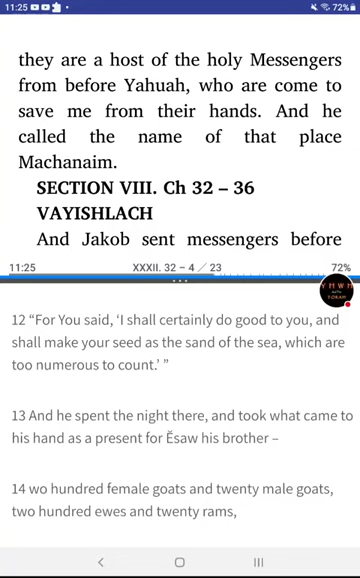 11:25
72%
they are a host of the holy Messengers
from before Yahuah, who are come to
save me from their hands. And he
called the name of that place
Machanaim.
SECTION VIII. Ch 32 – 36
VAYISHLACH
And Jakob sent messengers before
11:25 XXXII. 32 – 4 / 23 72%
YHWH
TORAH
12 “For You said, ‘I shall certainly do good to you, and
shall make your seed as the sand of the sea, which are
too numerous to count.’ ”
13 And he spent the night there, and took what came to
his hand as a present for Ěsaw his brother –
14 wo hundred female goats and twenty male goats,
two hundred ewes and twenty rams,